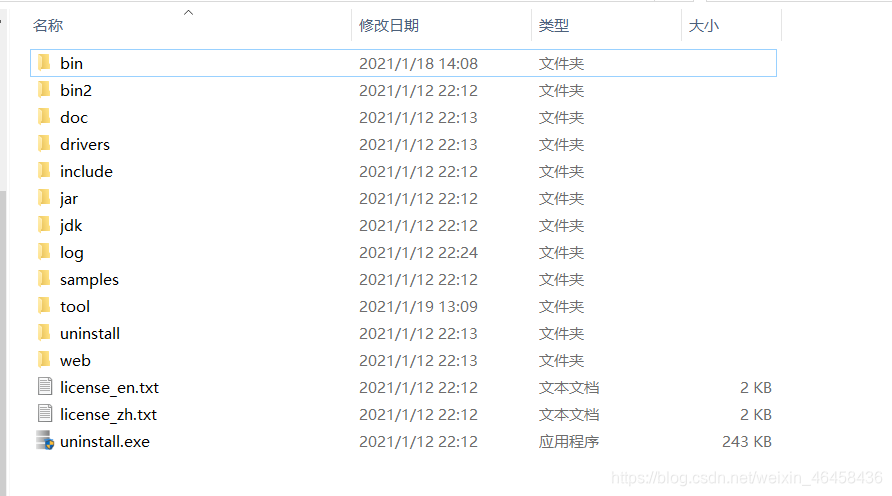 名称 修改日期 类型 大小
bin 2021/1/18 14:08 文件夹
bin2 2021/1/12 22:12 文件夹
doc 2021/1/12 22:13 文件夹
drivers 2021/1/12 22:13 文件夹
include 2021/1/12 22:12 文件夹
jar 2021/1/12 22:12 文件夹
jdk 2021/1/12 22:12 文件夹
log 2021/1/12 22:24 文件夹
samples 2021/1/12 22:12 文件夹
tool 2021/1/19 13:09 文件夹
uninstall 2021/1/12 22:13 文件夹
web 2021/1/12 22:13 文件夹
license_en.txt 2021/1/12 22:12 文本文档 2 KB
license_zh.txt 2021/1/12 22:12 文本文档 2 KB
uninstall.exe 2021/1/12 22:12 应用程序 243 KB
https://blog.csdn.net/weixin_46458436